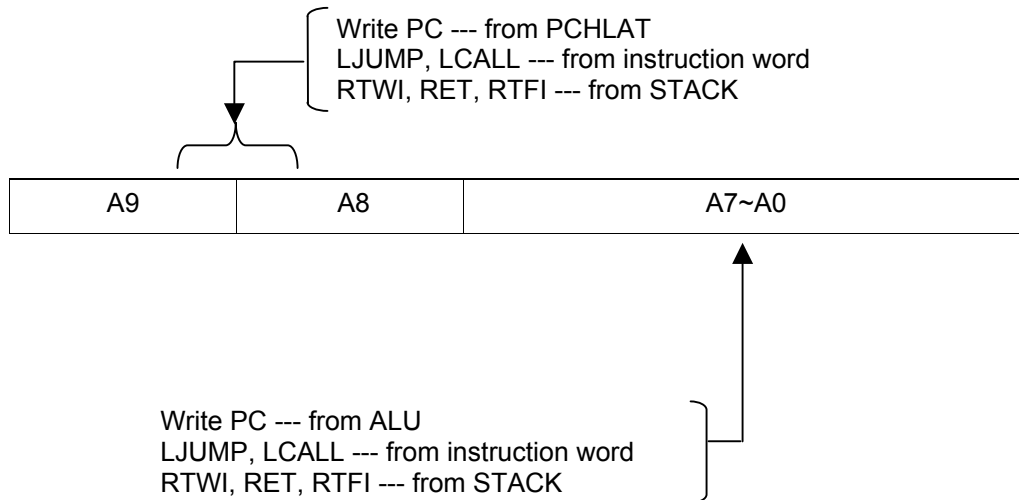 Write PC --- from PCHLAT
LJUMP, LCALL --- from instruction word
RTWI, RET, RTFI --- from STACK
A9 A8 A7~A0
Write PC --- from ALU
LJUMP, LCALL --- from instruction word
RTWI, RET, RTFI --- from STACK